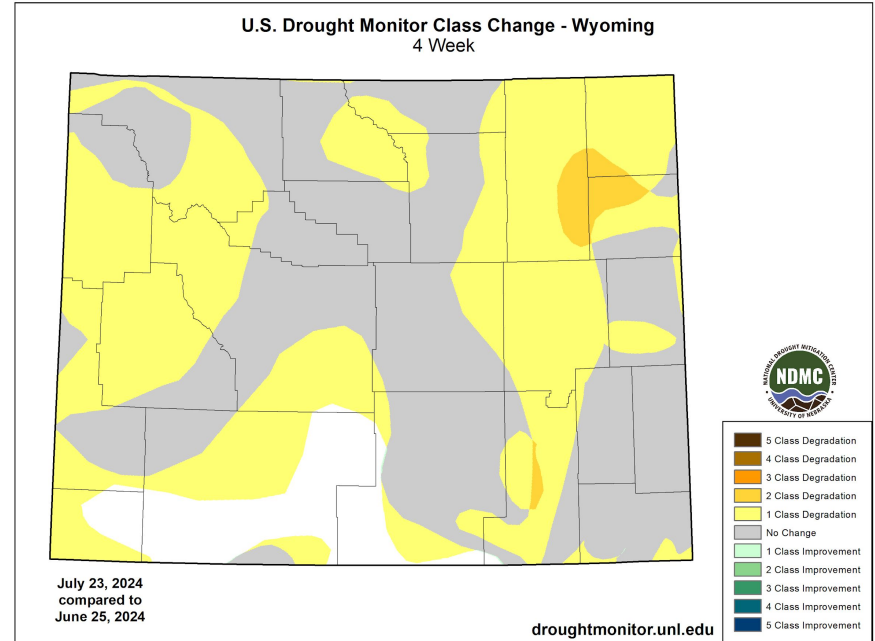 U.S. Drought Monitor Class Change - Wyoming
4 Week
NATIONAL DROUGHT MITIGATION CENTER
NDMC
UNIVERSITY OF NEBRASKA
5 Class Degradation
4 Class Degradation
3 Class Degradation
2 Class Degradation
1 Class Degradation
No Change
1 Class Improvement
2 Class Improvement
3 Class Improvement
4 Class Improvement
5 Class Improvement
July 23, 2024
compared to
June 25, 2024
droughtmonitor.unl.edu